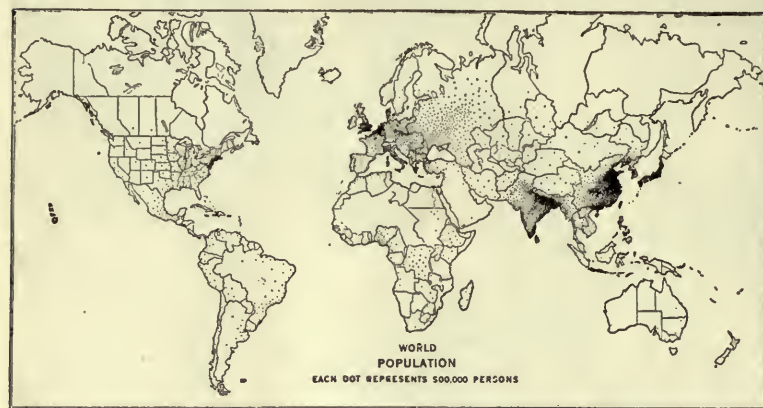 WORLD
POPULATION
EACH DOT REPRESENTS 500,000 PERSONS